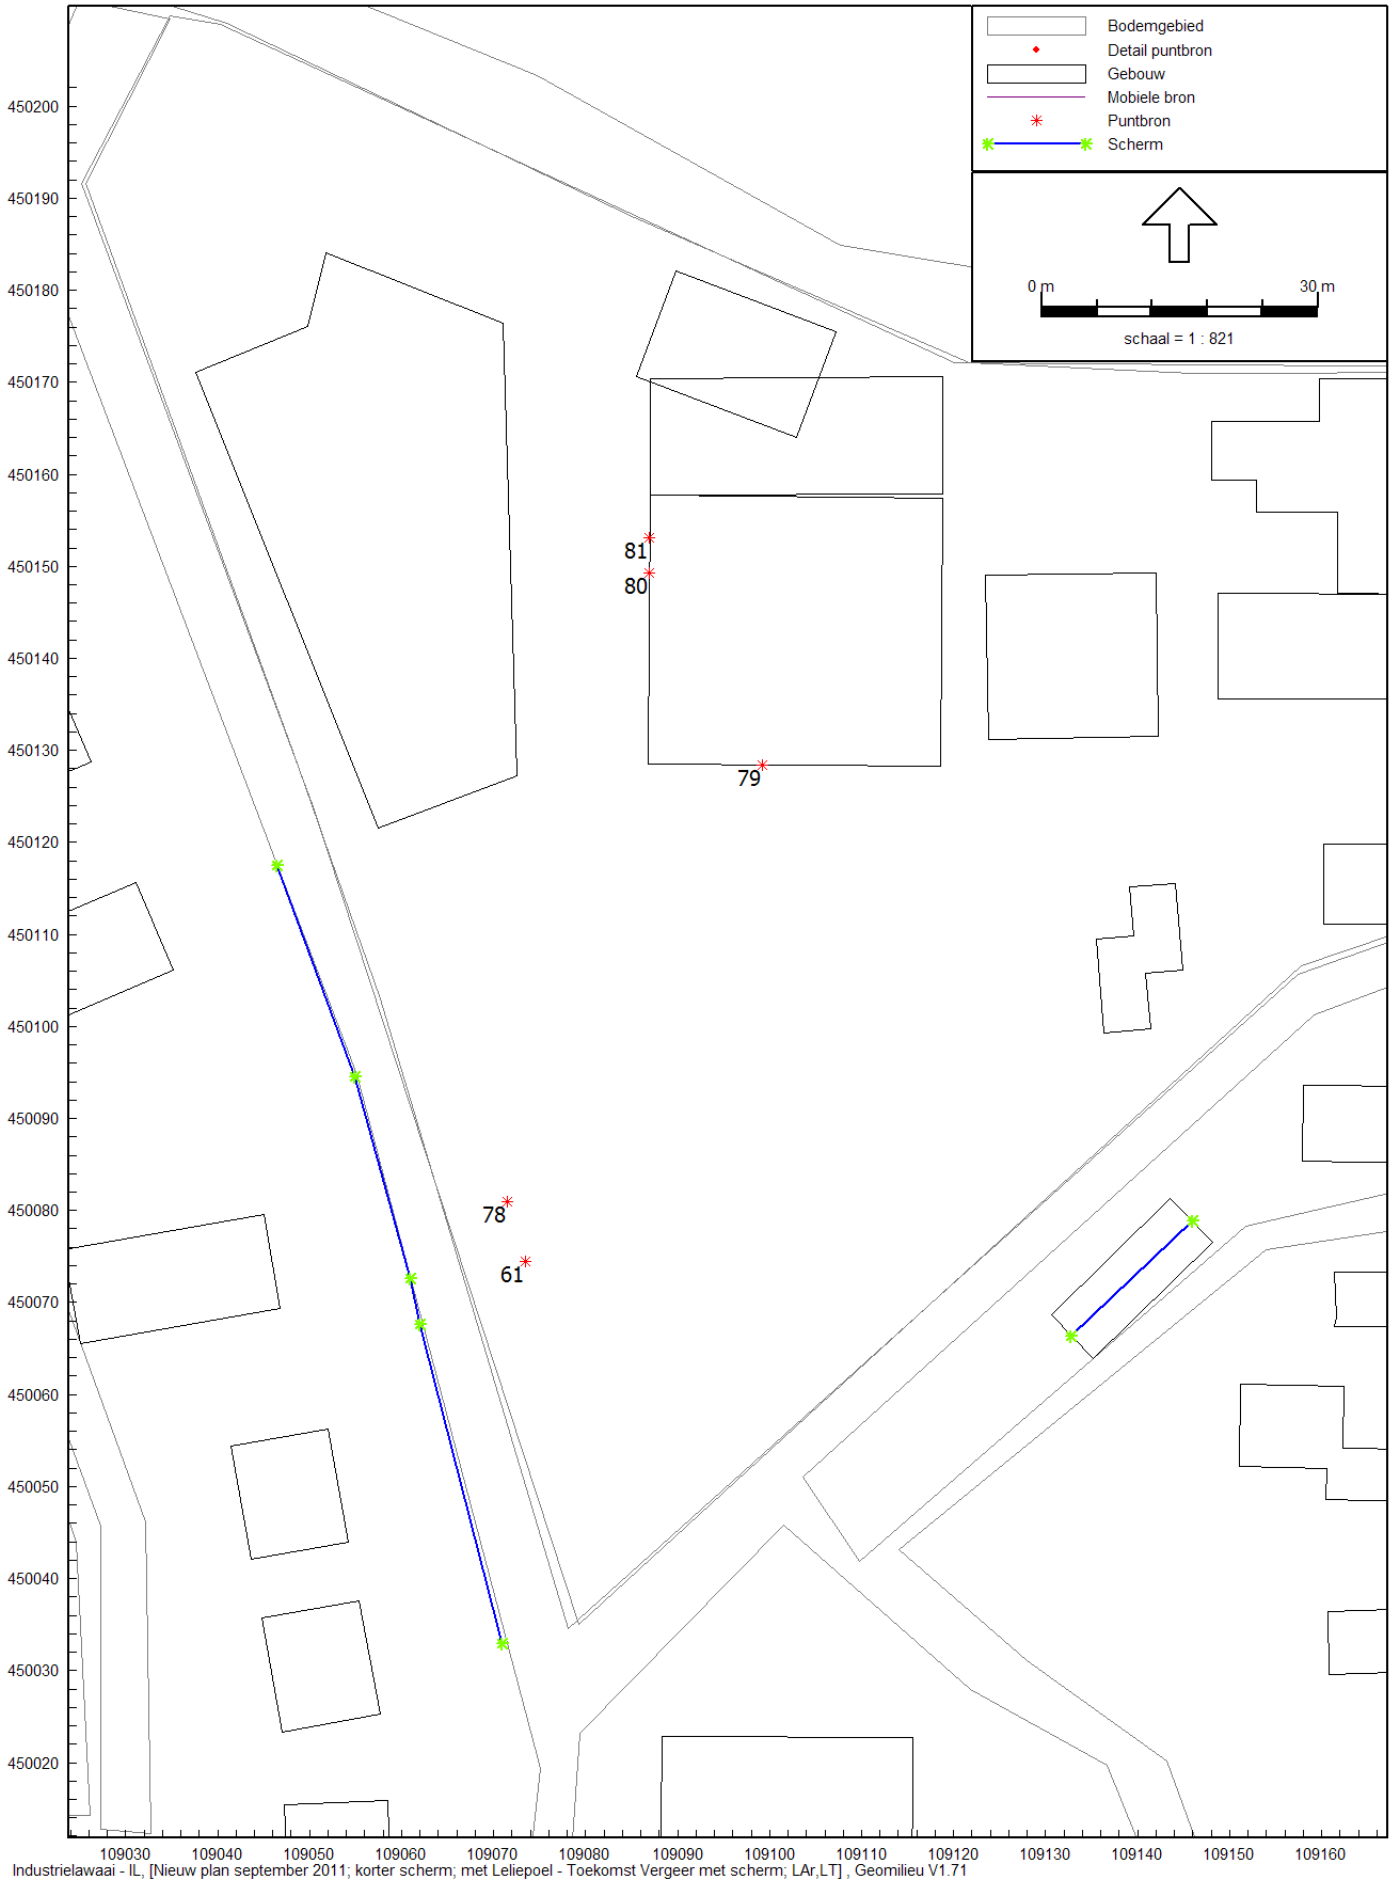 Bodemgebied
Detail puntbron
Gebouw
Mobiele bron
Puntbron
Scherm
0 m 30 m
schaal = 1 : 821
450200
450190
450180
450170
450160
450150
450140
450130
450120
450110
450100
450090
450080
450070
450060
450050
450040
450030
450020
81
80
79
78
61
109030 109040 109050 109060 109070 109080 109090 109100 109110 109120 109130 109140 109150 109160
Industrielawaai - IL, [Nieuw plan september 2011; korter scherm; met Leliepoel - Toekomst Vergeer met scherm; LAr,LT] , Geomilieu V1.71